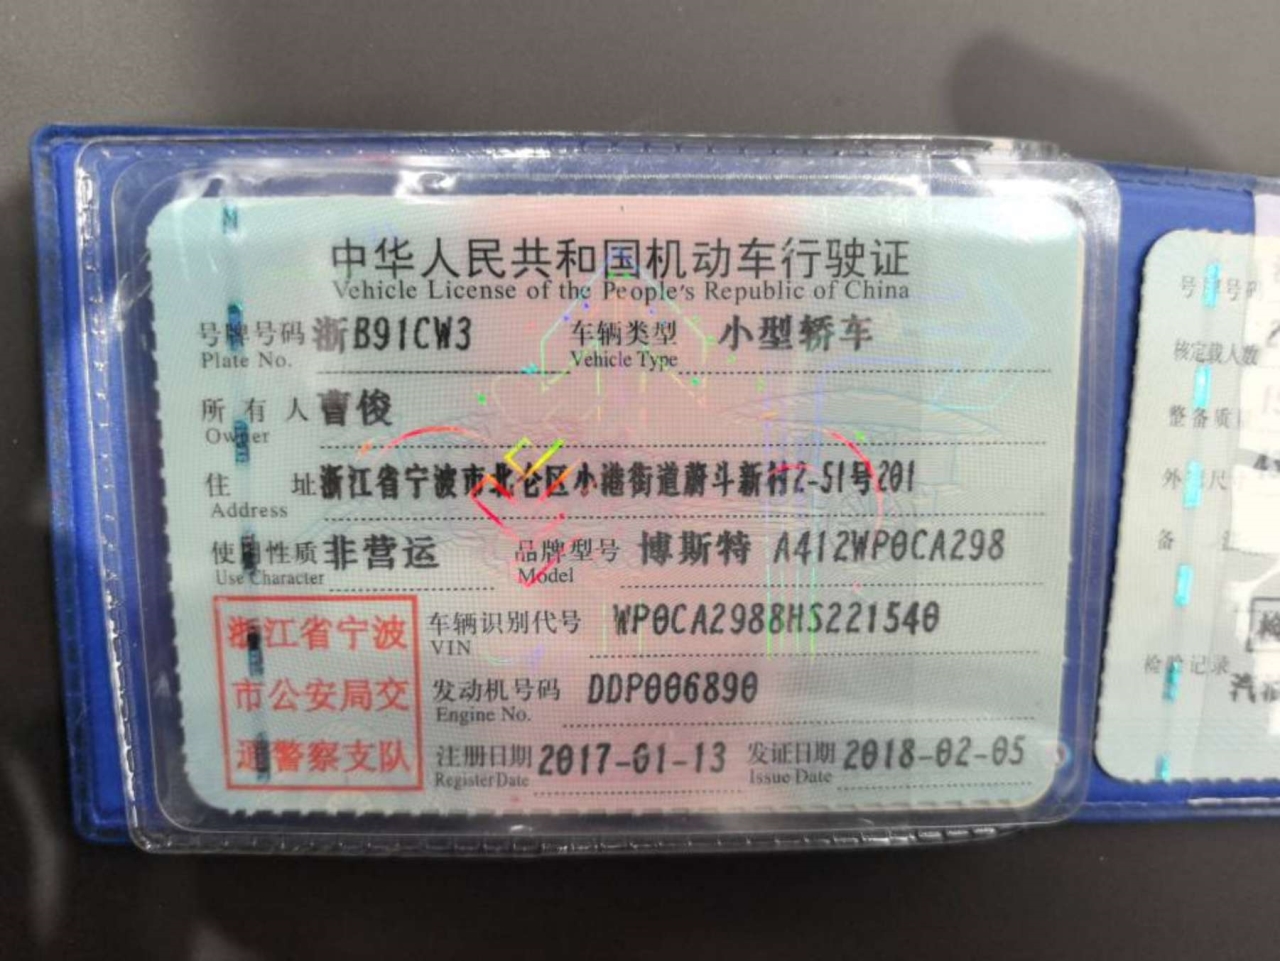 中华人民共和国机动车行驶证
Vehicle License of the People's Republic of China
号牌号码 浙B91CW3 车辆类型 小型轿车
Plate No. Vehicle Type
所有人 曹俊
Owner
住址 浙江省宁波市北仑区小港街道蔚斗新村2-51号201
Address
使用性质 非营运 品牌型号 博斯特 A412WP0CA298
Use Character Model
浙江省宁波
市公安局交
通警察支队
车辆识别代号 WP0CA2988HS221540
VIN
发动机号码 DDP006890
Engine No.
注册日期 2017-01-13 发证日期 2018-02-05
Register Date Issue Date
号牌号码
核定载人数
整备质
外 尺
备
检验记录